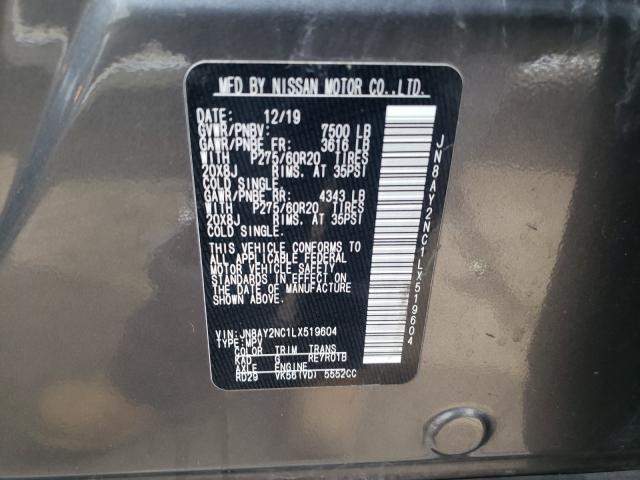 MFD BY NISSAN MOTOR CO.,LTD.
DATE: 12/19
GVWR/PNBV: 7500 LB
GAWR/PNBE FR: 3616 LB
WITH P275/60R20 TIRES
20X8J RIMS. AT 35PSI
COLD SINGLE.
GAWR/PNBE RR: 4343 LB
WITH P275/60R20 TIRES
20X8J RIMS. AT 35PSI
COLD SINGLE.
THIS VEHICLE CONFORMS TO
ALL APPLICABLE FEDERAL
MOTOR VEHICLE SAFETY
STANDARDS IN EFFECT ON
THE DATE OF MANUFACTURE
SHOWN ABOVE.
VIN:JN8AY2NC1LX519604
TYPE:MPV
COLOR TRIM TRANS
KAD G RE7R01B
AXLE ENGINE
RD29 VK56(VD) 5552CC
JN8AY2NC1LX519604